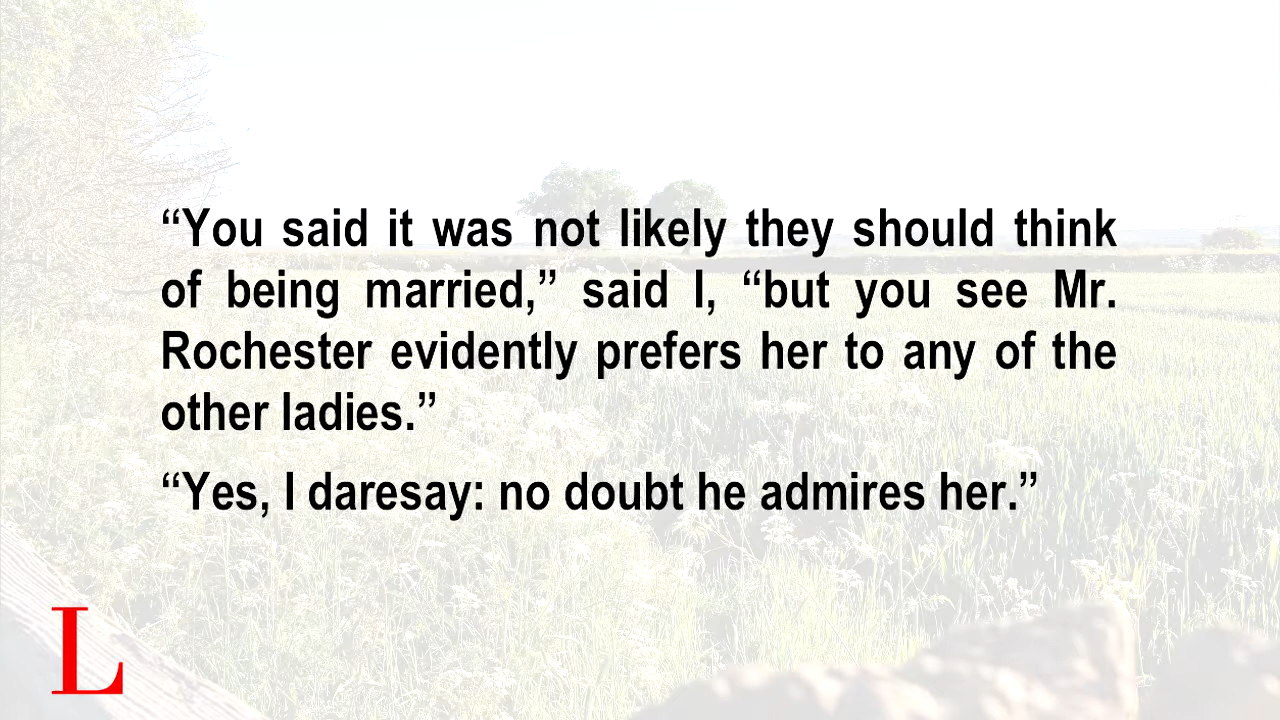 “You said it was not likely they should think
of being married,” said I, “but you see Mr.
Rochester evidently prefers her to any of the
other ladies.”
“Yes, I daresay: no doubt he admires her.”
L